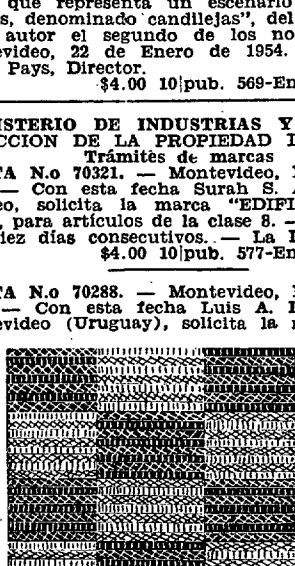 que representa un escenario
s, denominado candilejas", del
autor el segundo de los no
evideo, 22 de Enero de 1954.
Pays, Director.
$4.00 10|pub. 569-En
ISTERIO DE INDUSTRIAS Y
CCION DE LA PROPIEDAD I
Trámites de marcas
TA N.o 70321. — Montevideo,
— Con esta fecha Surah S. A
eo, solicita la marca "EDIFI
, para artículos de la clase 8. —
iez días consecutivos. — La I
$4.00 10|pub. 577-En
TA N.o 70288. — Montevideo,
— Con esta fecha Luis A. I
evideo (Uruguay), solicita la